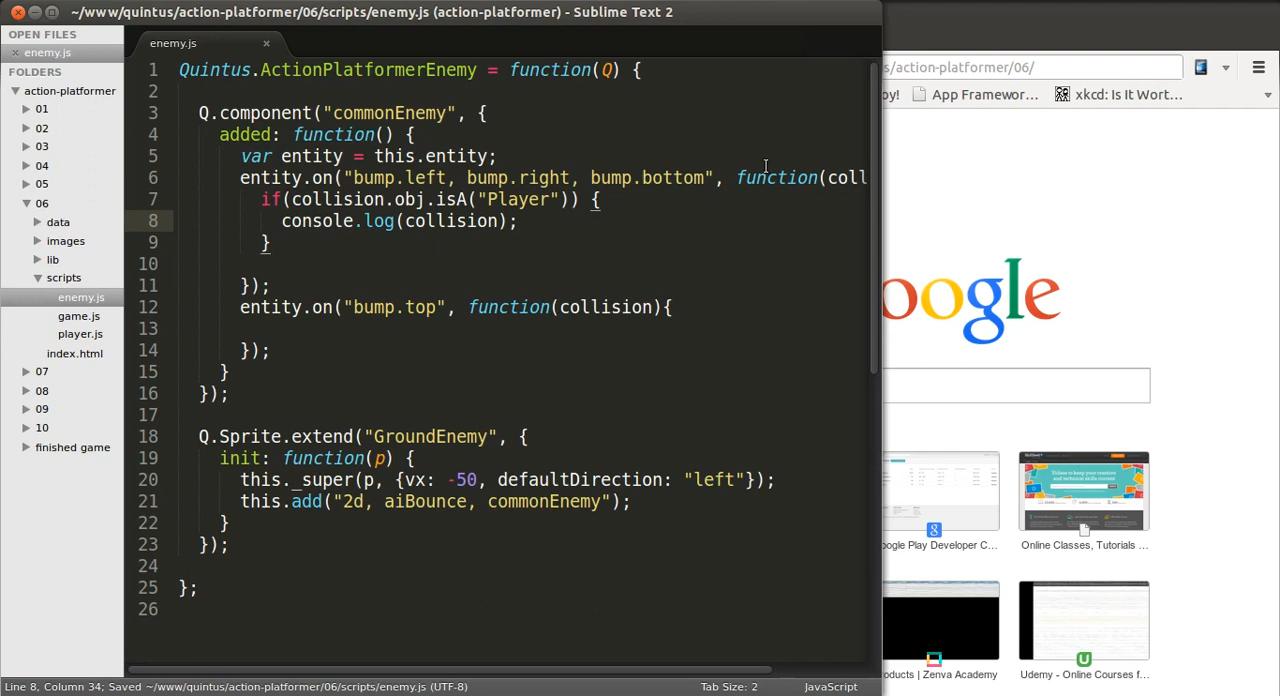 ~/www/quintus/action-platformer/06/scripts/enemy.js (action-platformer) - Sublime Text 2
OPEN FILES
enemy.js
FOLDERS
action-platformer
01
02
03
04
05
06
data
images
lib
scripts
enemy.js
game.js
player.js
index.html
07
08
09
10
finished game
enemy.js
1 Quintus.ActionPlatformerEnemy = function(Q) {
2
3 Q.component("commonEnemy", {
4 added: function() {
5 var entity = this.entity;
6 entity.on("bump.left, bump.right, bump.bottom", function(coll
7 if(collision.obj.isA("Player")) {
8 console.log(collision);
9 }
10
11 });
12 entity.on("bump.top", function(collision){
13
14 });
15 }
16 });
17
18 Q.Sprite.extend("GroundEnemy", {
19 init: function(p) {
20 this._super(p, {vx: -50, defaultDirection: "left"});
21 this.add("2d, aiBounce, commonEnemy");
22 }
23 });
24
25 };
26
Line 8, Column 34; Saved ~/www/quintus/action-platformer/06/scripts/enemy.js (UTF-8)
Tab Size: 2
JavaScript
s/action-platformer/06/
oy!
App Framewor...
xkcd: Is It Wort...
oogle
oogle Play Developer C...
Online Classes, Tutorials ...
roducts | Zenva Academy
Udemy - Online Courses f...